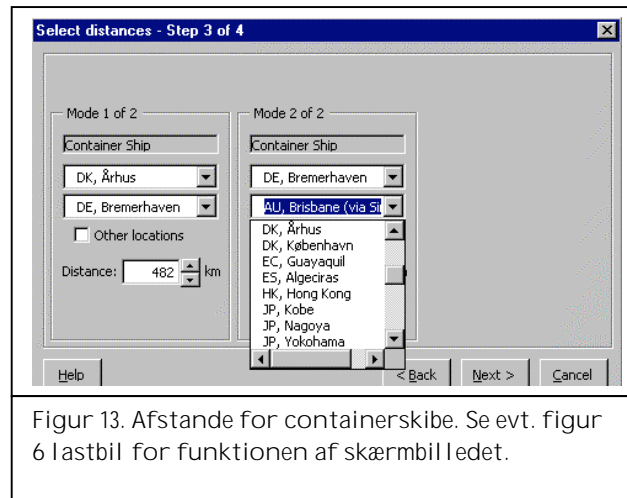 Select distances - Step 3 of 4
Mode 1 of 2
Container Ship
DK, Århus
DE, Bremerhaven
Other locations
Distance: 482 km
Mode 2 of 2
Container Ship
DE, Bremerhaven
AU, Brisbane (via
DK, Århus
DK, København
EC, Guayaquil
ES, Algeciras
HK, Hong Kong
JP, Kobe
JP, Nagoya
JP, Yokohama
Help
< Back
Next >
Cancel
Figur 13. Afstande for containerskibe. Se evt. figur
6 lastbil for funktionen af skærmbilledet.